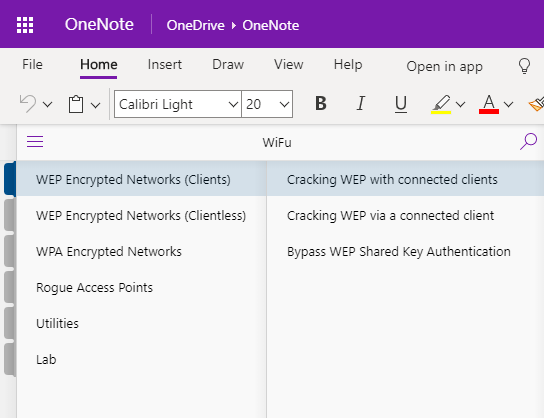 OneNote OneDrive ▸ OneNote
File Home Insert Draw View Help Open in app
Calibri Light 20 B I U A
WiFu
WEP Encrypted Networks (Clients) Cracking WEP with connected clients
WEP Encrypted Networks (Clientless) Cracking WEP via a connected client
WPA Encrypted Networks Bypass WEP Shared Key Authentication
Rogue Access Points
Utilities
Lab